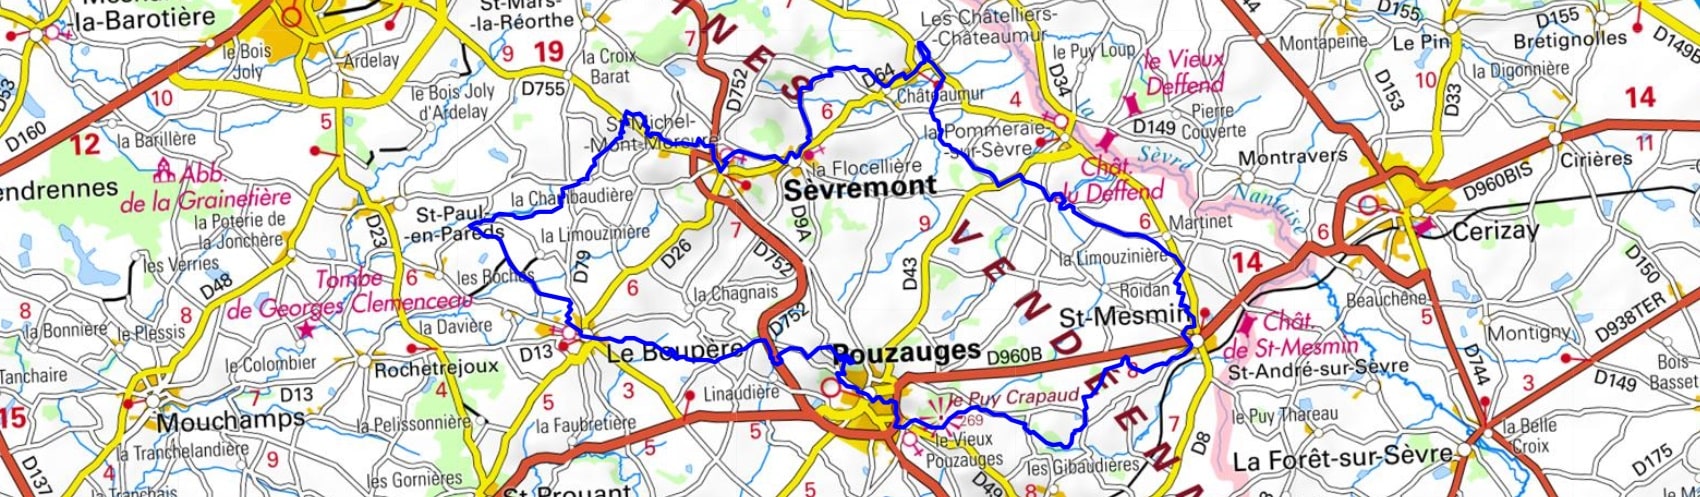 la-Barotière
St-Mars-
-la-Réorthe
le Bois
Joly
Ardelay
9
19
la Croix
Barat
7
D752
Les Châtelliers-
-Châteaumur
le Puy Loup
D34
le Vieux
Deffend
44
D155
D155
Montapeine
Le Pin
Bretignolles
D149B
la Digonnière
D53
10
D755
le Bois Joly
d'Ardelay
64
Châteaumur
4
Pierre
Couverte
D149
D153
10
D33
14
D160
la Barillère
12
5
St-Michel-
-Mont-Mercure
6
la Pommeraie-
-sur-Sèvre
la
Sèvre
Nantaise
11
Cirières
Montravers
D960BIS
Abb.
de la Grainetière
la Flocellière
Sèvremont
Chât.
du Deffend
la Chambaudière
la Poterie de
la Jonchère
D23
St-Paul-
-en-Pareds
la Limouzinière
7
D9A
9
6
Martinet
6
Cerizay
les Verries
D48
D79
D26
D752
D43
VENDÉE
la Limouzinière
14
D150
Tombe
de Georges Clemenceau
6
les Boches
6
la Chagnais
Roidan
Beauchêne
8
la Bonnière
le Plessis
8
la Davière
D752
St-Mesmin
Chât.
de St-Mesmin
5
Montigny
D938TER
le Colombier
D13
Le Boupère
Pouzauges
D960B
St-André-sur-Sèvre
Bois-
Basset
Tanchaire
Rochetrejoux
D744
3
D149
7
D13
4
3
Linaudière
le Puy Crapaud
269
8
15
Mouchamps
la Pelissonnière
5
la Faubretière
5
5
le Vieux
Pouzauges
7
le Puy Thareau
la Belle
Croix
la Tranchelandière
9
D8
D137
4
les Gornières
les Gibaudières
La Forêt-sur-Sèvre
D175
St-Prouant
5
D49
8